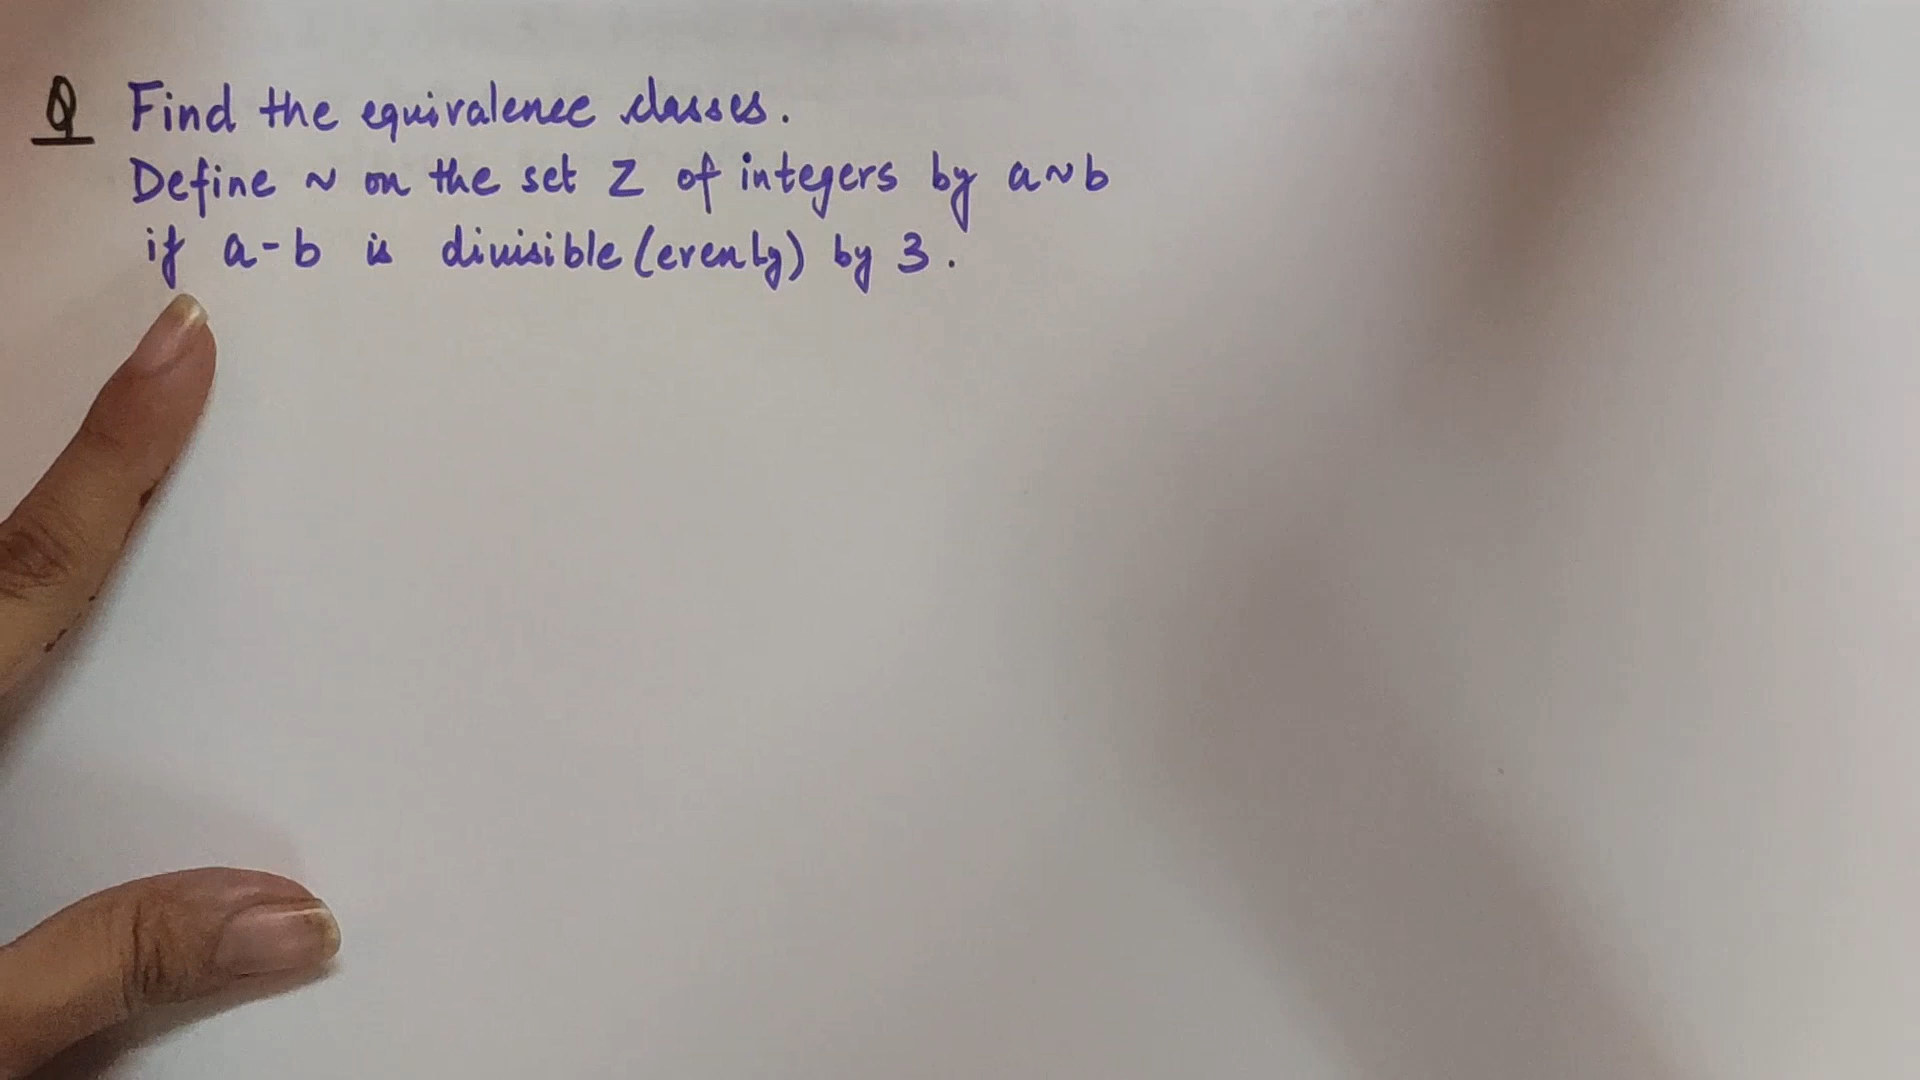 Q Find the equivalence classes.
Define ~ on the set Z of integers by a~b
if a-b is divisible (evenly) by 3.